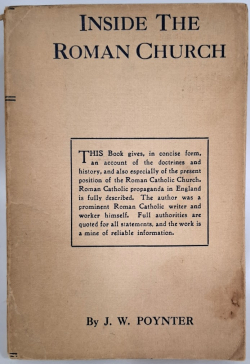 INSIDE THE
ROMAN CHURCH
THIS Book gives, in concise form,
an account of the doctrines and
history, and also especially of the present
position of the Roman Catholic Church.
Roman Catholic propaganda in England
is fully described. The author was a
prominent Roman Catholic writer and
worker himself. Full authorities are
quoted for all statements, and the work is
a mine of reliable information.
By J. W. POYNTER